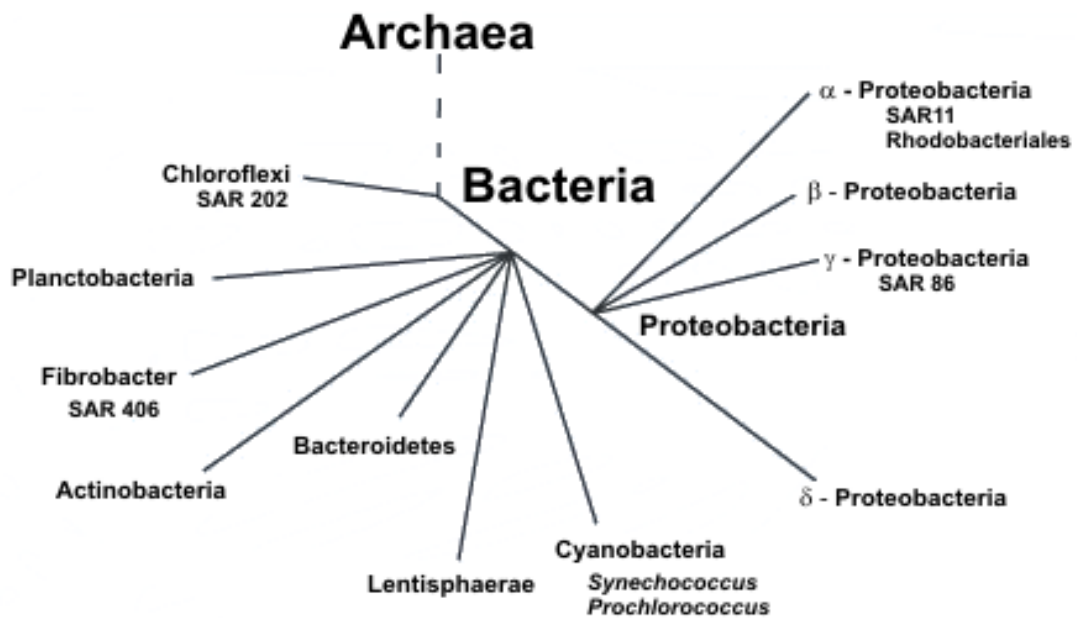 Archaea
α - Proteobacteria
SAR11
Rhodobacteriales
Chloroflexi
SAR 202
Bacteria
β - Proteobacteria
γ - Proteobacteria
SAR 86
Planctobacteria
Proteobacteria
Fibrobacter
SAR 406
Bacteroidetes
Actinobacteria
δ - Proteobacteria
Cyanobacteria
Synechococcus
Prochlorococcus
Lentisphaerae